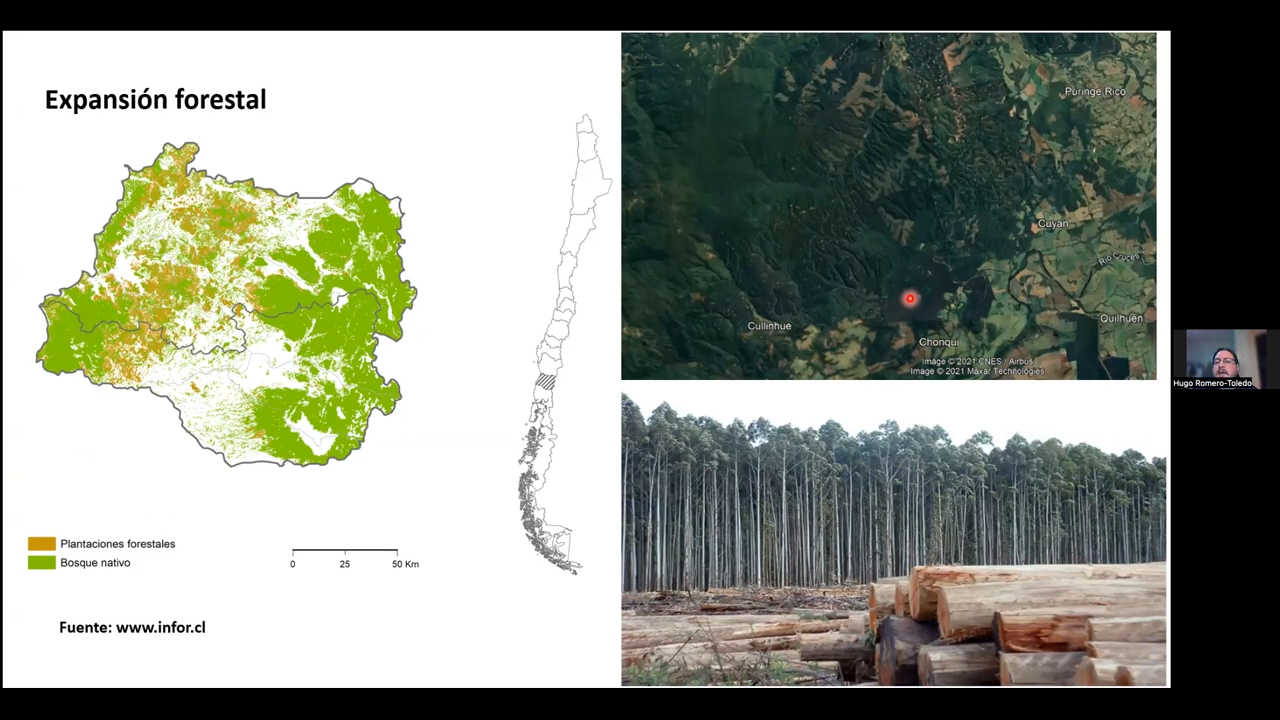 Expansión forestal
Plantaciones forestales
Bosque nativo
0 25 50 Km
Fuente: www.infor.cl
Puringe Rico
Cuyan
Rio Cruces
Quilhuen
Cullinhue
Chonqui
Image © 2021 CNES / Airbus
Image © 2021 Maxar Technologies
Hugo Romero-Toledo